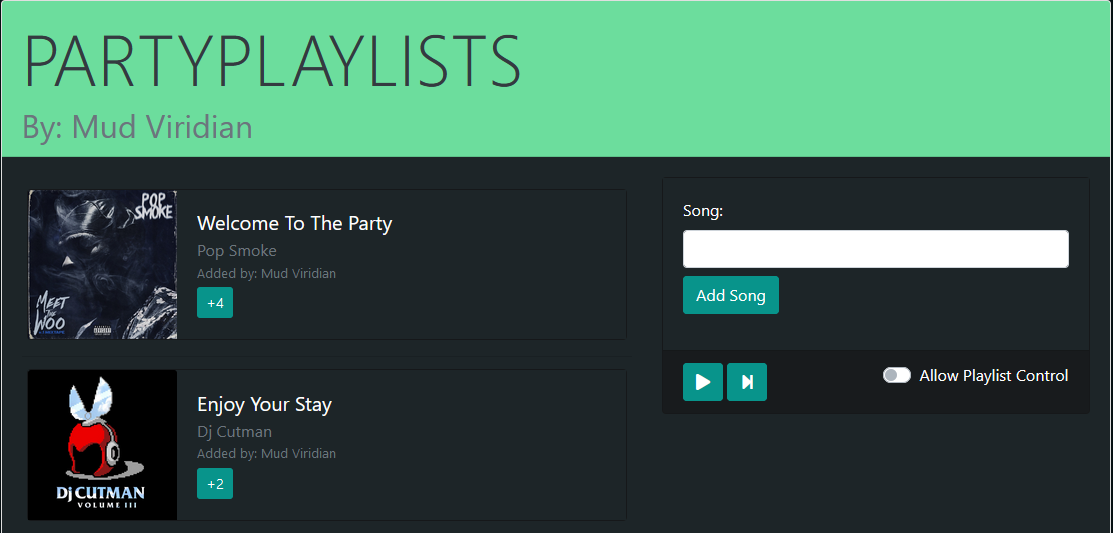 PARTYPLAYLISTS
By: Mud Viridian
POP
SMOKE
MEET
THE
WOO
Welcome To The Party
Pop Smoke
Added by: Mud Viridian
+4
Dj CUTMAN
VOLUME III
Enjoy Your Stay
Dj Cutman
Added by: Mud Viridian
+2
Song:
Add Song
Allow Playlist Control